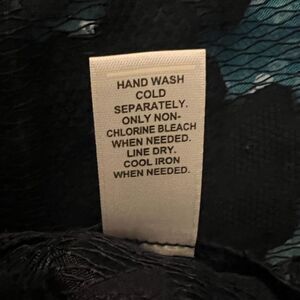 HAND WASH
COLD
SEPARATELY.
ONLY NON-
CHLORINE BLEACH
WHEN NEEDED.
LINE DRY.
COOL IRON
WHEN NEEDED.